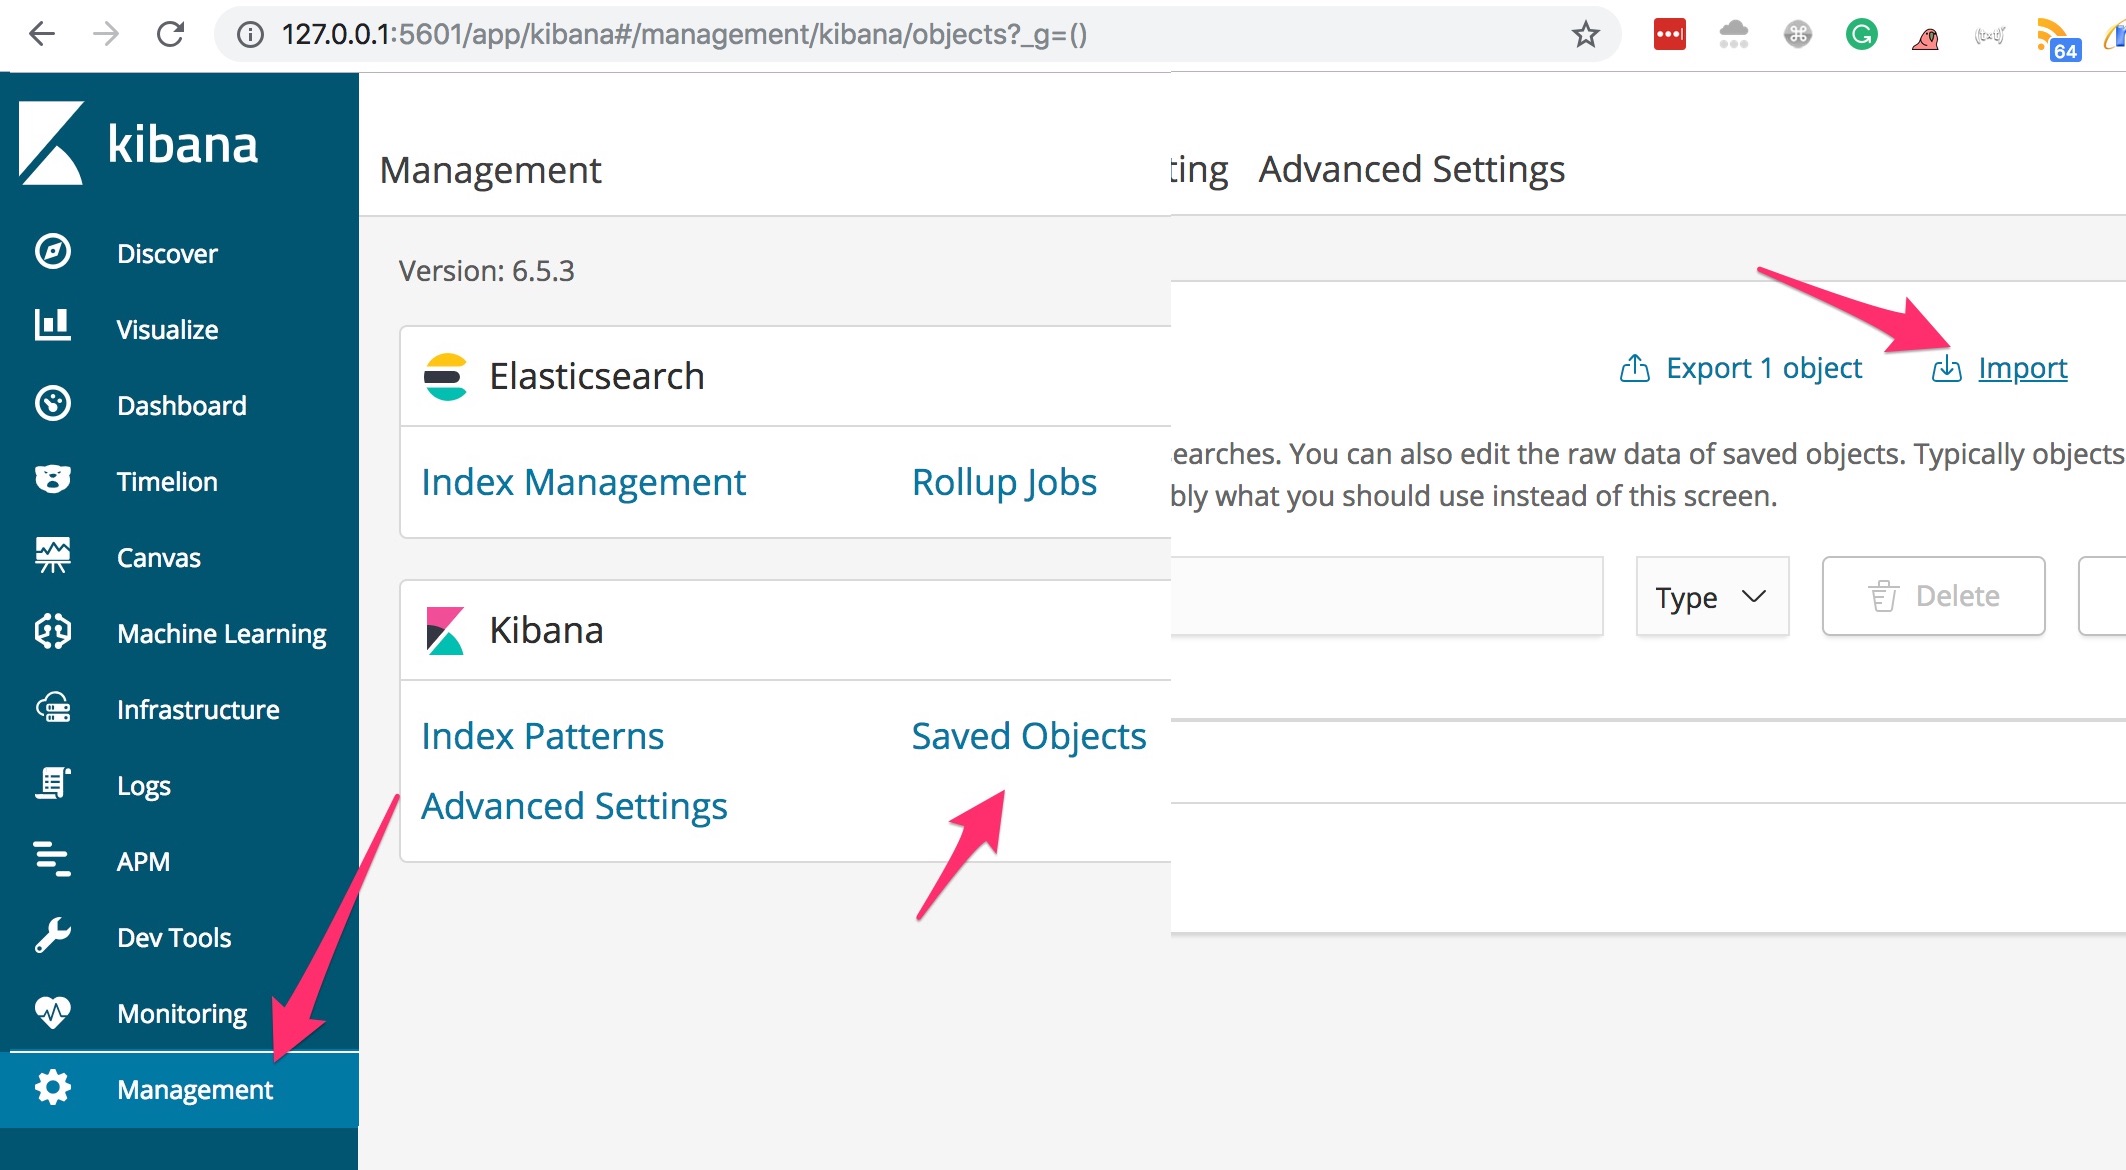 127.0.0.1:5601/app/kibana#/management/kibana/objects?_g=()
64
kibana
Discover
Visualize
Dashboard
Timelion
Canvas
Machine Learning
Infrastructure
Logs
APM
Dev Tools
Monitoring
Management
Management
Version: 6.5.3
Elasticsearch
Index Management Rollup Jobs
Kibana
Index Patterns Saved Objects
Advanced Settings
ting Advanced Settings
Export 1 object Import
earches. You can also edit the raw data of saved objects. Typically objects
bly what you should use instead of this screen.
Type Delete